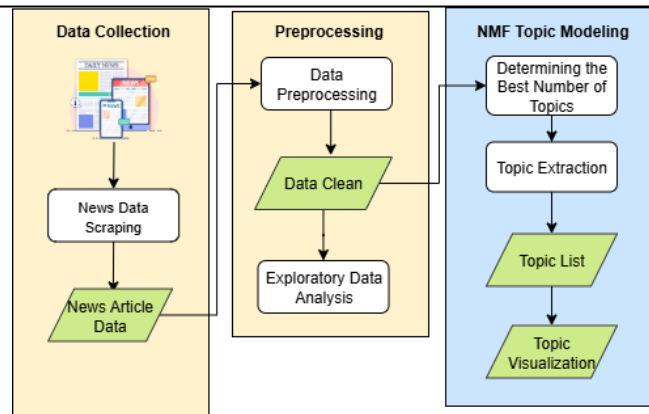 Data Collection
DAILY NEWS
News Data
Scraping
News Article
Data
Preprocessing
Data
Preprocessing
Data Clean
Exploratory Data
Analysis
NMF Topic Modeling
Determining the
Best Number of
Topics
Topic Extraction
Topic List
Topic
Visualization